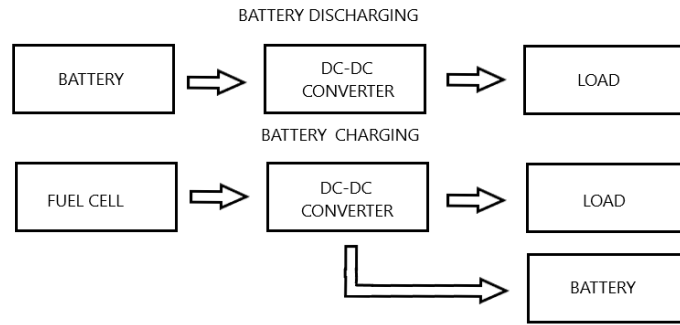 BATTERY DISCHARGING
BATTERY
DC-DC
CONVERTER
LOAD
BATTERY CHARGING
FUEL CELL
DC-DC
CONVERTER
LOAD
BATTERY